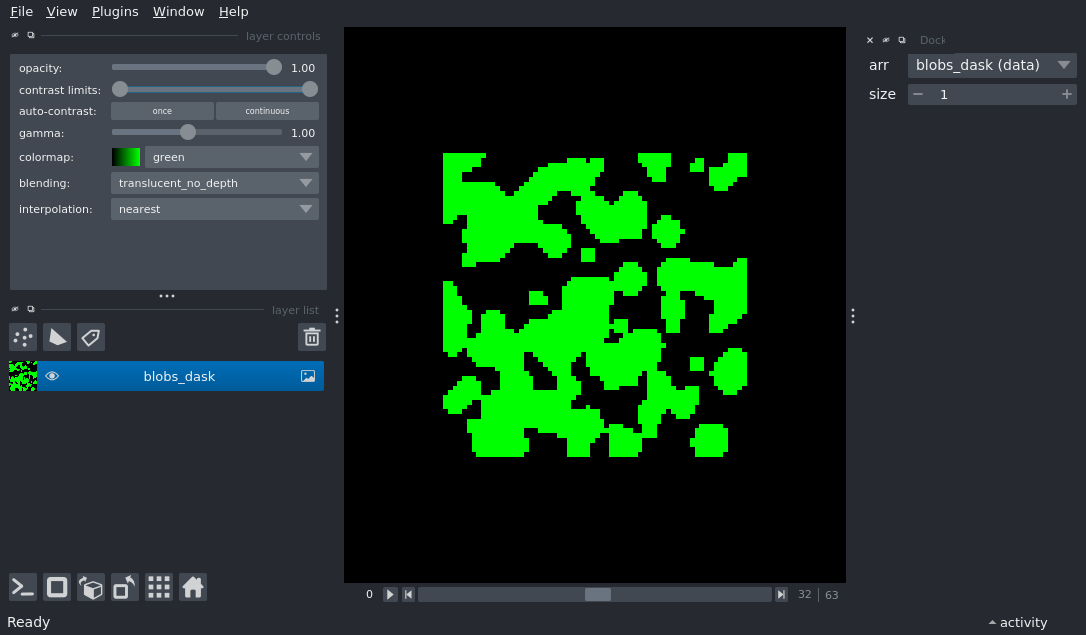 File View Plugins Window Help
layer controls
opacity: 1.00
contrast limits:
auto-contrast: once continuous
gamma: 1.00
colormap: green
blending: translucent_no_depth
interpolation: nearest
layer list
blobs_dask
0 32 63
Dock
arr blobs_dask (data)
size 1
Ready activity